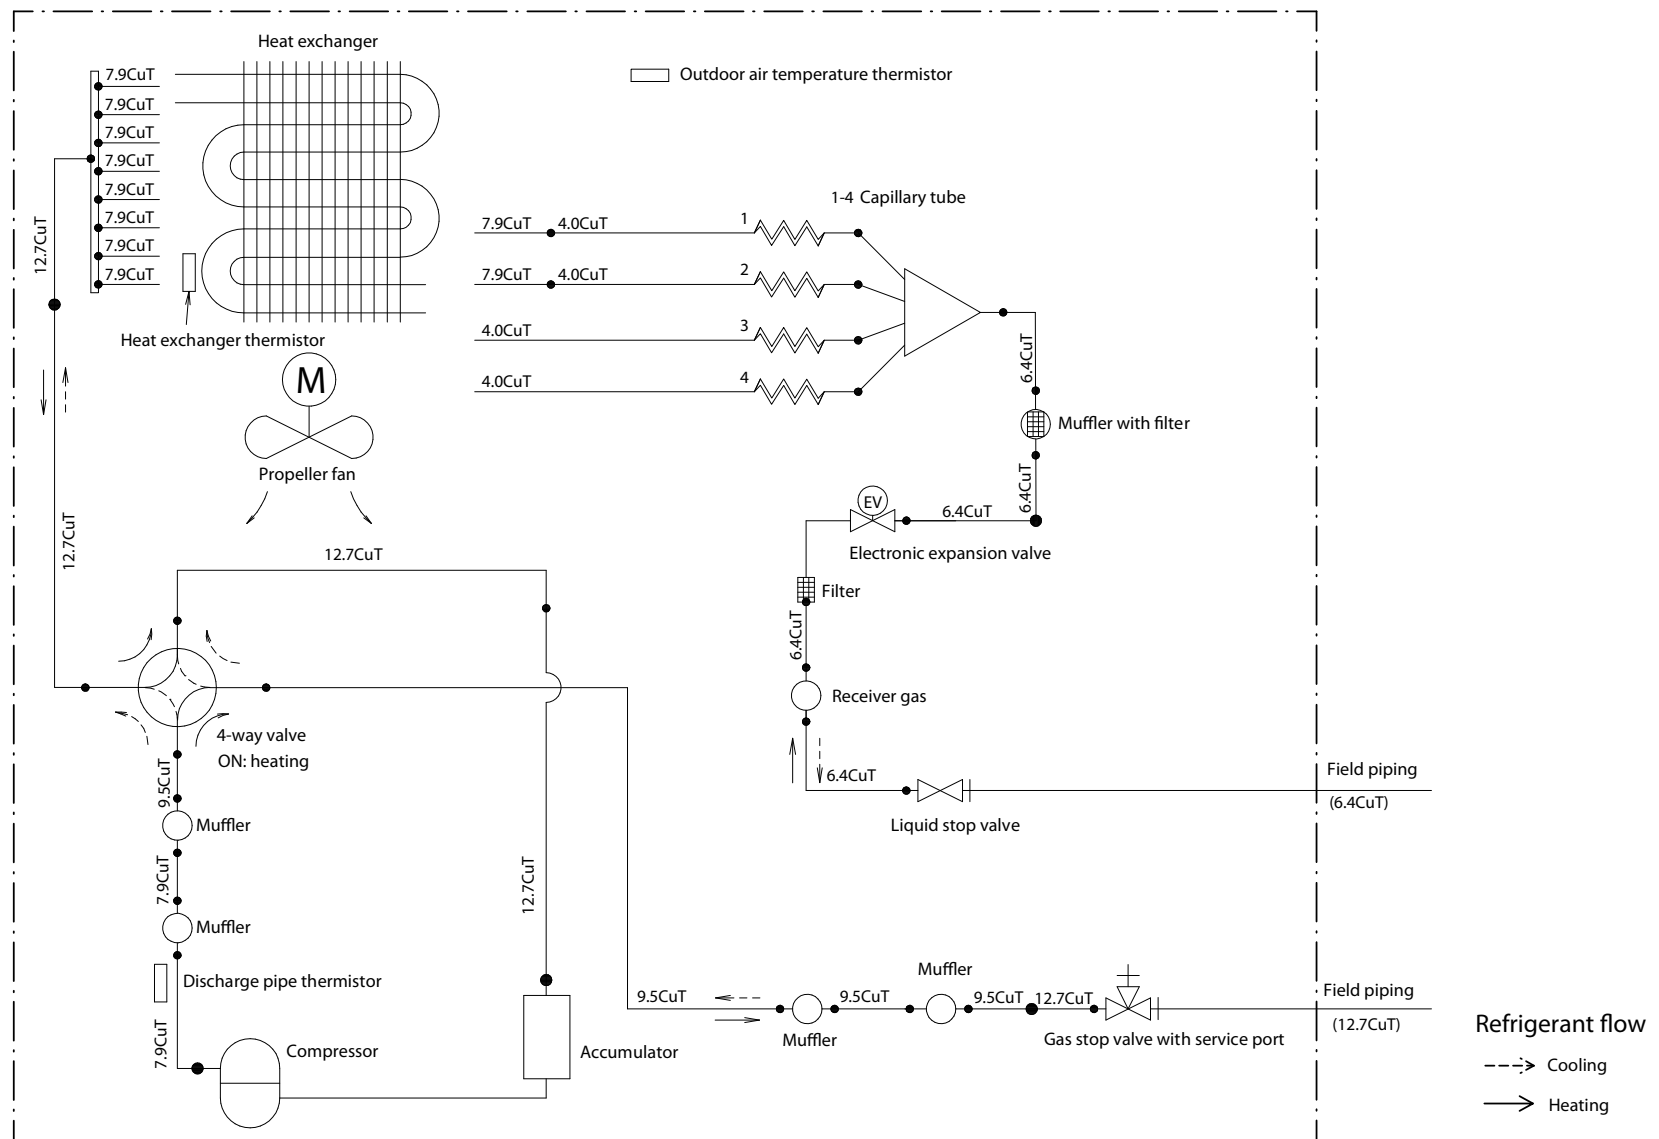 Heat exchanger
7.9CuT
7.9CuT
7.9CuT
7.9CuT
7.9CuT
7.9CuT
7.9CuT
7.9CuT
Outdoor air temperature thermistor
12.7CuT
Heat exchanger thermistor
1-4 Capillary tube
7.9CuT 4.0CuT 1
7.9CuT 4.0CuT 2
4.0CuT 3
4.0CuT 4
6.4CuT
Muffler with filter
6.4CuT
M
Propeller fan
EV
6.4CuT
Electronic expansion valve
12.7CuT
12.7CuT
Filter
6.4CuT
Receiver gas
4-way valve
ON: heating
6.4CuT
Liquid stop valve
Field piping
(6.4CuT)
9.5CuT
Muffler
7.9CuT
Muffler
12.7CuT
Discharge pipe thermistor
7.9CuT
Compressor
Accumulator
9.5CuT
Muffler
9.5CuT
Muffler
9.5CuT
12.7CuT
Gas stop valve with service port
Field piping
(12.7CuT)
Refrigerant flow
Cooling
Heating